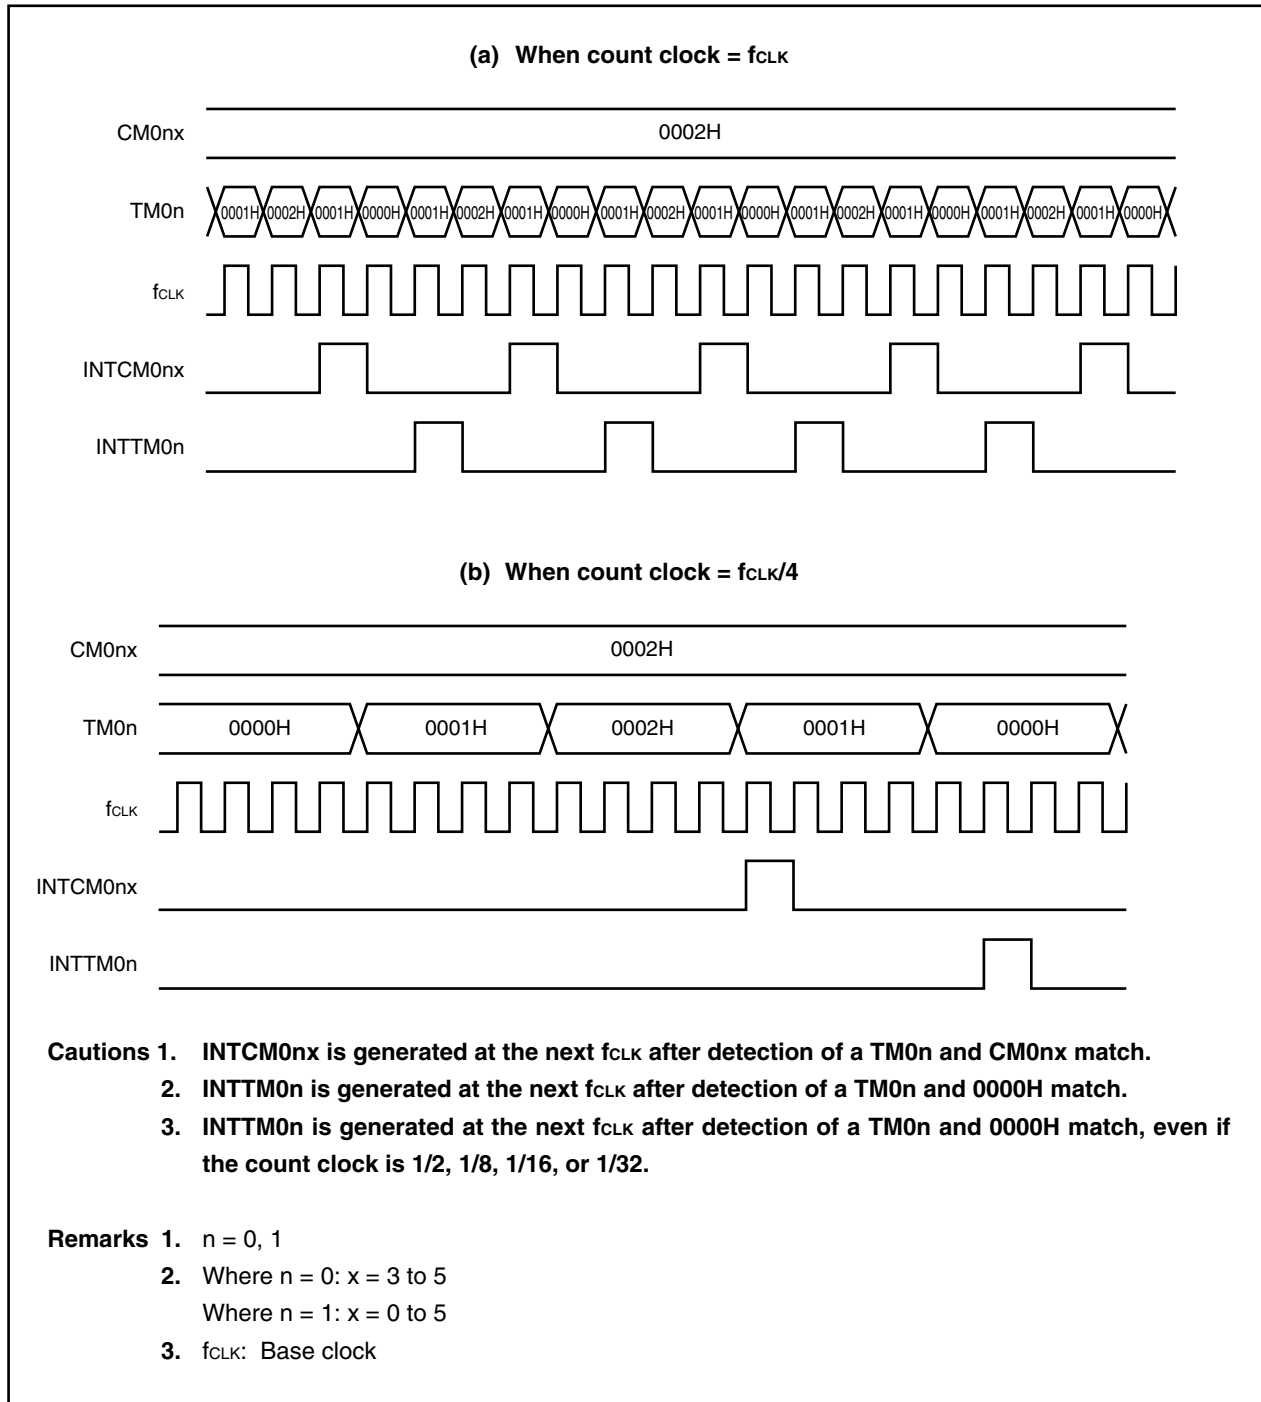 (a) When count clock = fCLK
CM0nx 0002H
TM0n 0001H 0002H 0001H 0000H 0001H 0002H 0001H 0000H 0001H 0002H 0001H 0000H 0001H 0002H 0001H 0000H 0001H 0002H 0001H 0000H
fCLK
INTCM0nx
INTTM0n
(b) When count clock = fCLK/4
CM0nx 0002H
TM0n 0000H 0001H 0002H 0001H 0000H
fCLK
INTCM0nx
INTTM0n
Cautions 1. INTCM0nx is generated at the next fCLK after detection of a TM0n and CM0nx match.
2. INTTM0n is generated at the next fCLK after detection of a TM0n and 0000H match.
3. INTTM0n is generated at the next fCLK after detection of a TM0n and 0000H match, even if
the count clock is 1/2, 1/8, 1/16, or 1/32.
Remarks 1. n = 0, 1
2. Where n = 0: x = 3 to 5
Where n = 1: x = 0 to 5
3. fCLK: Base clock